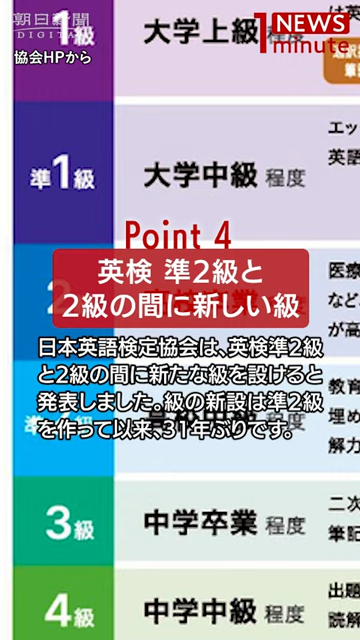 朝日新聞
DIGITAL
協会HPから
1 NEWS
minute
1級 大学上級 程度
は英
エッ
準1級 大学中級 程度
英語
Point 4
英検 準2級と
2級の間に新しい級
医療
など、
が高
日本英語検定協会は、英検準2級
と2級の間に新たな級を設けると
発表しました。級の新設は準2級
を作って以来、31年ぶりです。
教育
埋め
解力
3級 中学卒業 程度
二次
筆記
4級 中学中級 程度
出題
読解